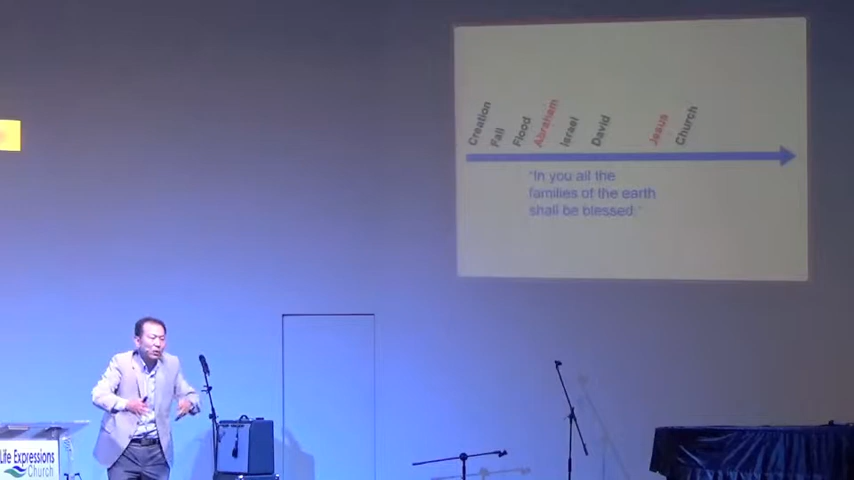 Creation
Fall
Flood
Abraham
Israel
David
Jesus
Church
"In you all the
families of the earth
shall be blessed."
Life Expressions
Church